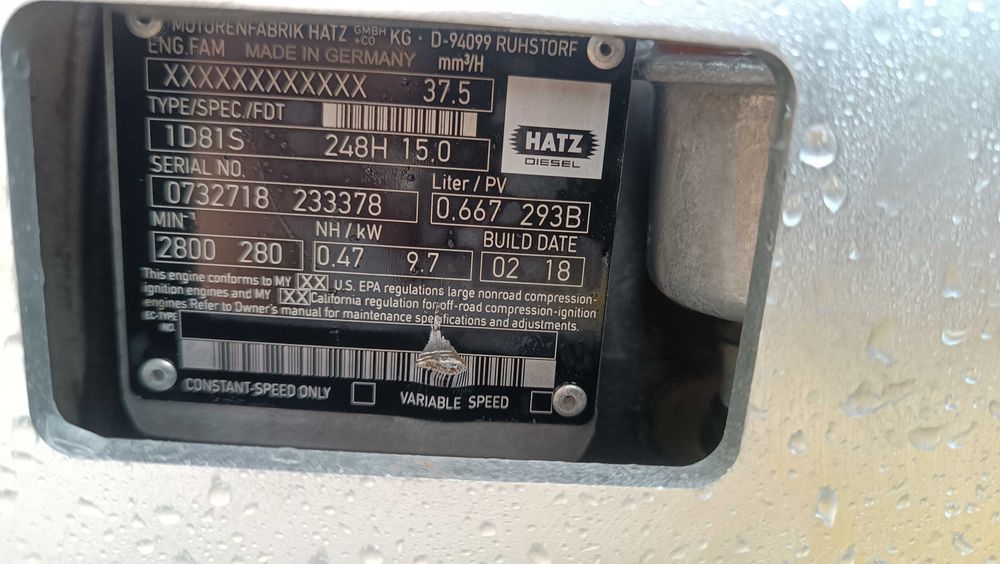 MOTORENFABRIK HATZ GMBH +CO KG · D-94099 RUHSTORF
ENG.FAM MADE IN GERMANY mm³/H
XXXXXXXXXXXX 37.5
TYPE/SPEC./FDT
1D81S 248H 15.0
HATZ
DIESEL
SERIAL NO. Liter / PV
0732718 233378 0.667 293B
MIN⁻¹ NH / kW BUILD DATE
2800 280 0.47 9.7 02 18
This engine conforms to MY XX U.S. EPA regulations large nonroad compression-
ignition engines and MY XX California regulation for off-road compression-ignition
engines. Refer to Owner's manual for maintenance specifications and adjustments.
EC-TYPE
NO.
CONSTANT-SPEED ONLY VARIABLE SPEED